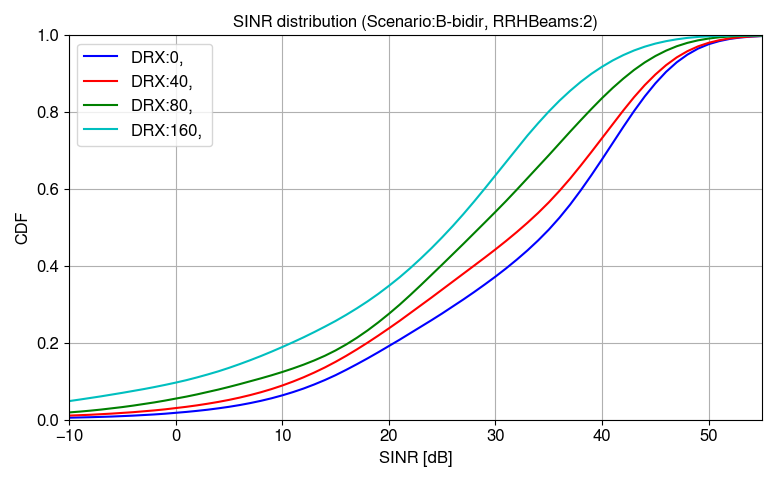 SINR distribution (Scenario:B-bidir, RRHBeams:2)
1.0
0.8
0.6
0.4
0.2
0.0
CDF
DRX:0,
DRX:40,
DRX:80,
DRX:160,
−10 0 10 20 30 40 50
SINR [dB]